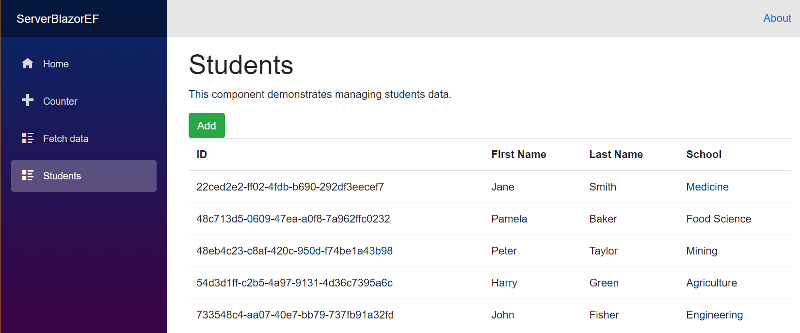 ServerBlazorEF
About
Home
Counter
Fetch data
Students
Students
This component demonstrates managing students data.
Add
ID First Name Last Name School
22ced2e2-ff02-4fdb-b690-292df3eecef7 Jane Smith Medicine
48c713d5-0609-47ea-a0f8-7a962ffc0232 Pamela Baker Food Science
48eb4c23-c8af-420c-950d-f74be1a43b98 Peter Taylor Mining
54d3d1ff-c2b5-4a97-9131-4d36c7395a6c Harry Green Agriculture
733548c4-aa07-40e7-bb79-737fb91a32fd John Fisher Engineering